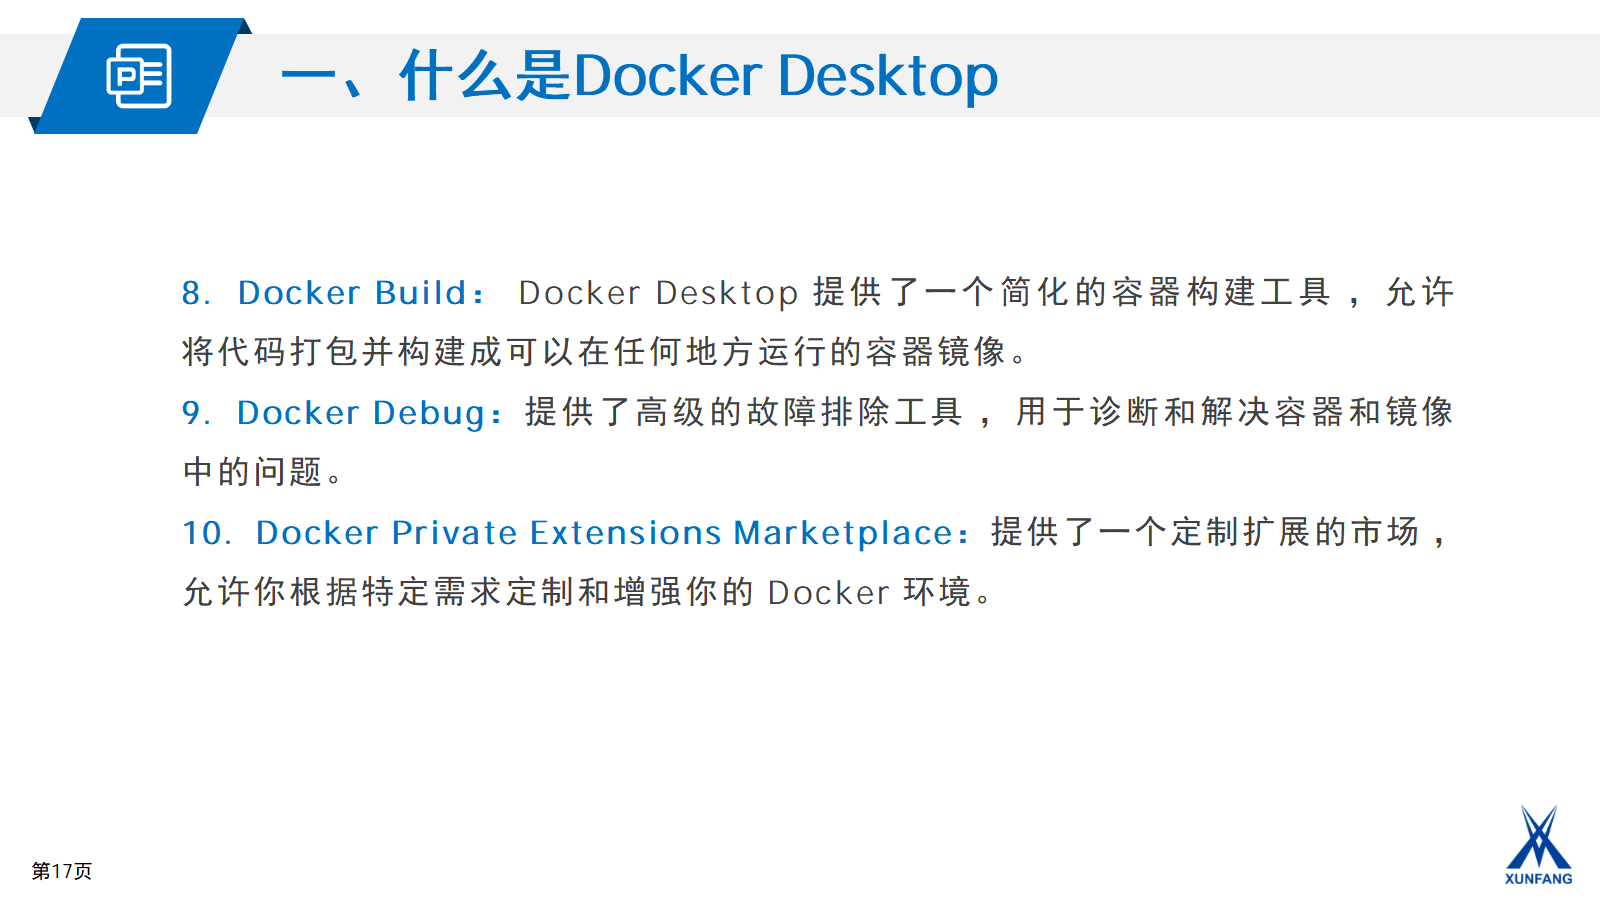 一、什么是Docker Desktop
8. Docker Build： Docker Desktop 提供了一个简化的容器构建工具，允许
将代码打包并构建成可以在任何地方运行的容器镜像。
9. Docker Debug：提供了高级的故障排除工具，用于诊断和解决容器和镜像
中的问题。
10. Docker Private Extensions Marketplace：提供了一个定制扩展的市场，
允许你根据特定需求定制和增强你的 Docker 环境。
第17页
XUNFANG